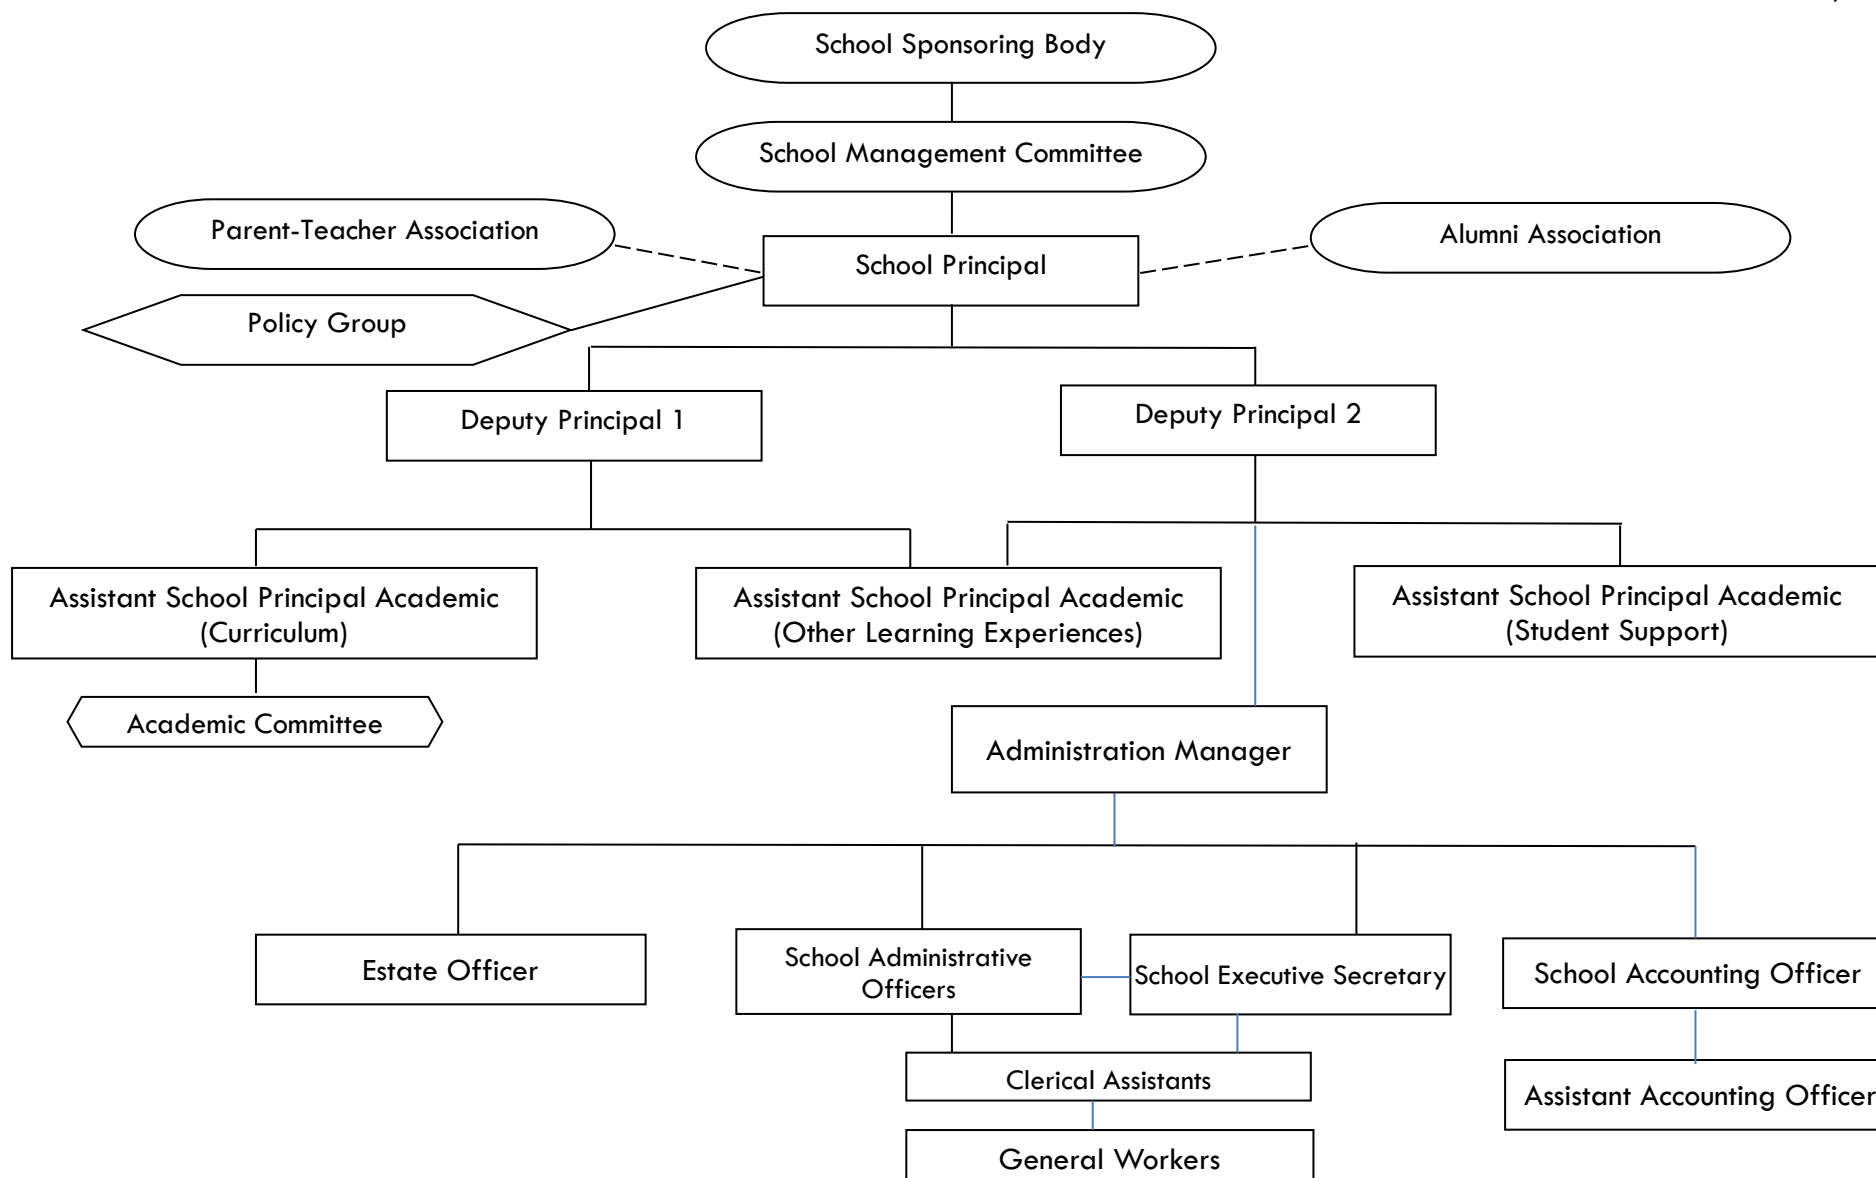 School Sponsoring Body
School Management Committee
Parent-Teacher Association
Alumni Association
School Principal
Policy Group
Deputy Principal 1
Deputy Principal 2
Assistant School Principal Academic
(Curriculum)
Assistant School Principal Academic
(Other Learning Experiences)
Assistant School Principal Academic
(Student Support)
Academic Committee
Administration Manager
Estate Officer
School Administrative
Officers
School Executive Secretary
School Accounting Officer
Clerical Assistants
Assistant Accounting Officer
General Workers